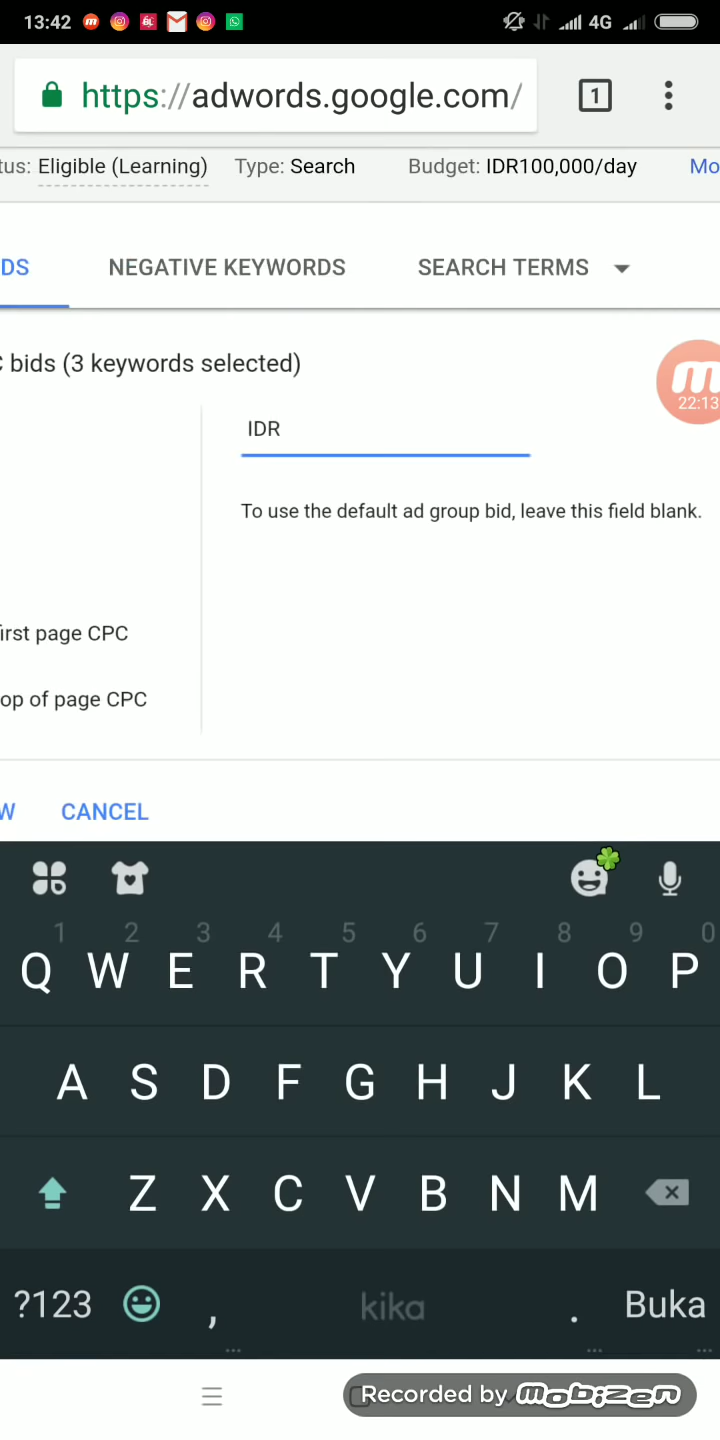 13:42
4G
https://adwords.google.com/
1
tus: Eligible (Learning) Type: Search Budget: IDR100,000/day Mo
DS NEGATIVE KEYWORDS SEARCH TERMS
C bids (3 keywords selected)
22:13
IDR
To use the default ad group bid, leave this field blank.
first page CPC
op of page CPC
W CANCEL
1 2 3 4 5 6 7 8 9 0
Q W E R T Y U I O P
A S D F G H J K L
Z X C V B N M
?123 , kika . Buka
Recorded by mobizen